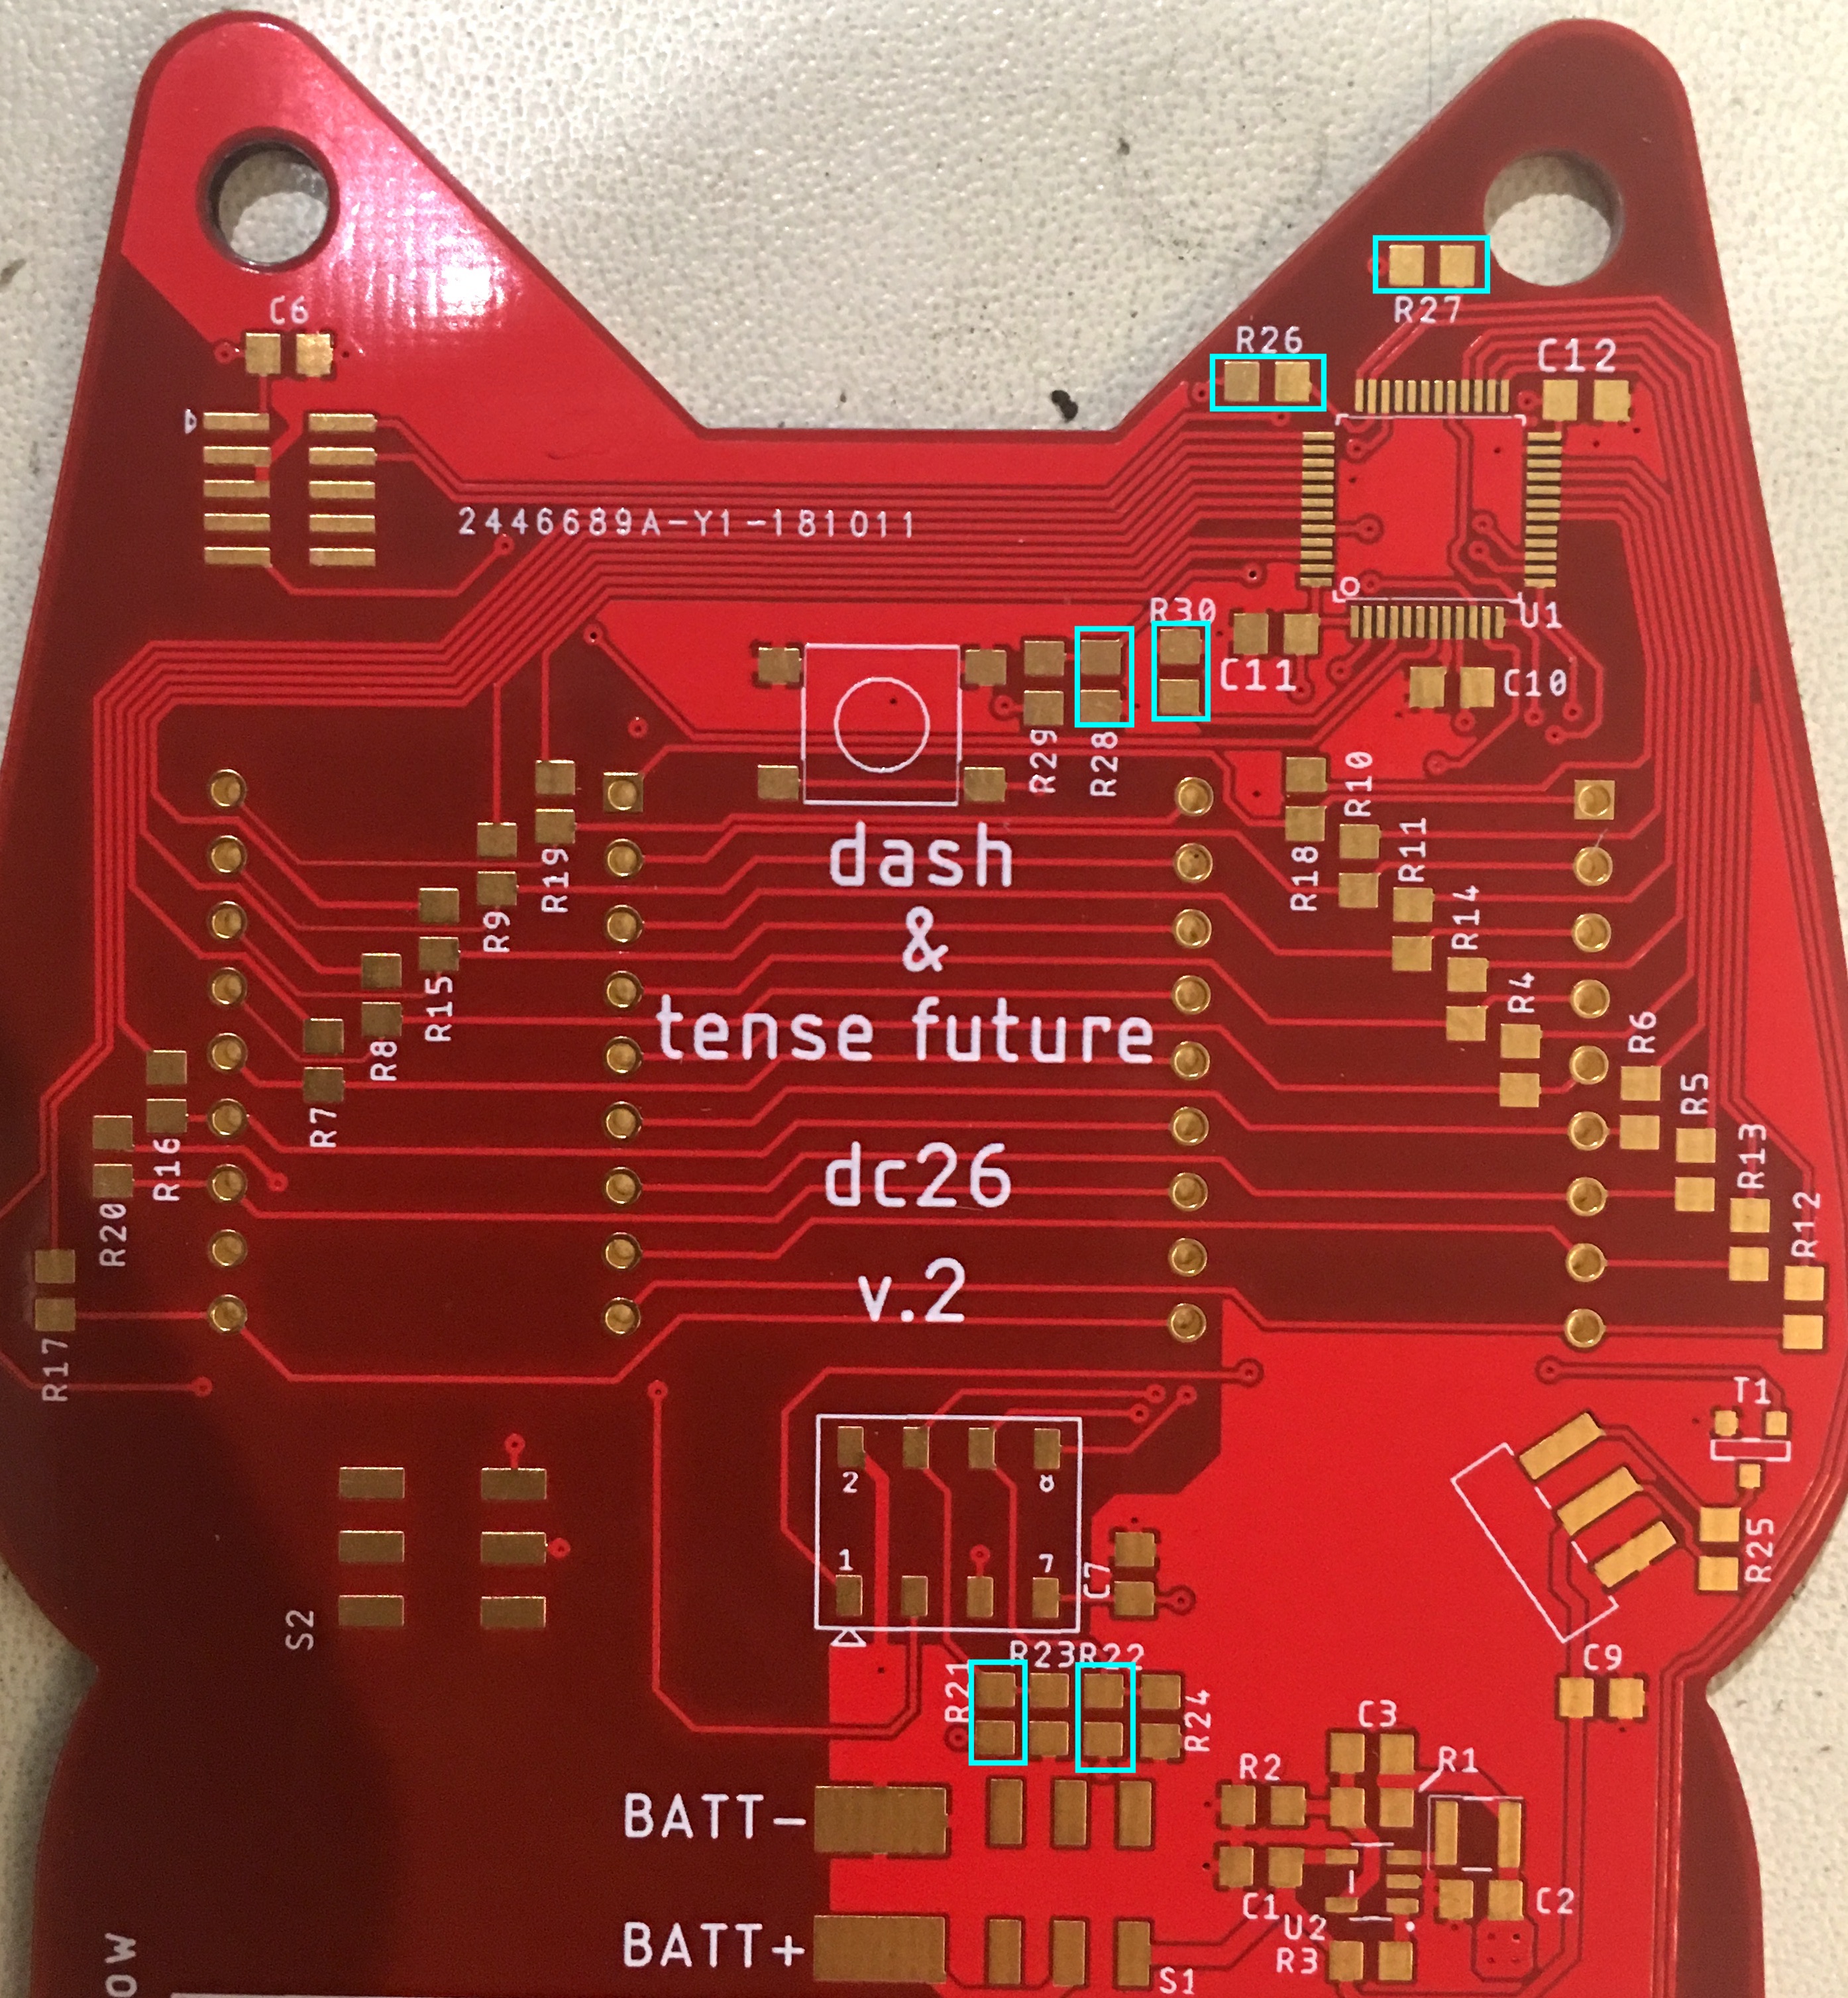 C6
R27
R26
C12
2446689A-Y1-181011
R30
U1
C11
C10
R29
R28
R10
dash
R19
R18
R11
&
R9
R14
tense future
R15
R4
R8
R6
R7
R5
dc26
R16
R13
R20
R12
v.2
R17
T1
2
8
1
7
C7
R25
S2
R23
R22
C9
R21
R24
C3
R2
R1
BATT-
C1
C2
U2
BATT+
R3
S1
OW